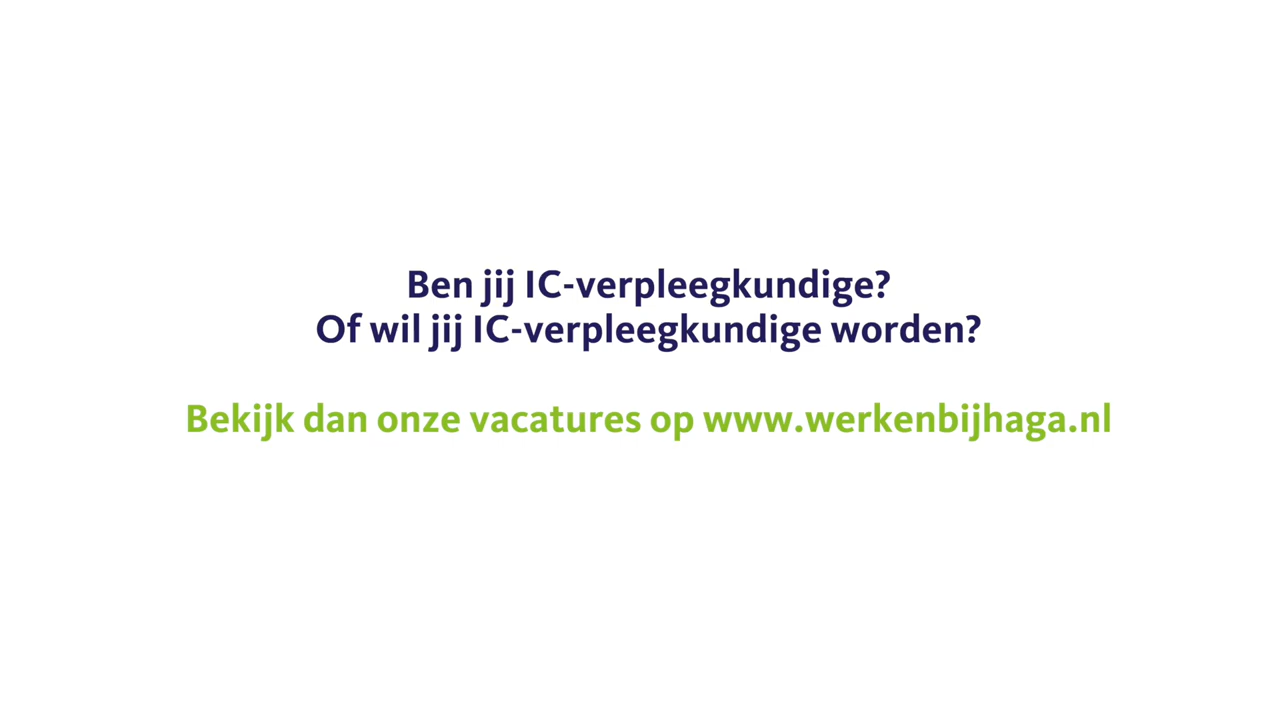 Ben jij IC-verpleegkundige?
Of wil jij IC-verpleegkundige worden?
Bekijk dan onze vacatures op www.werkenbijhaga.nl